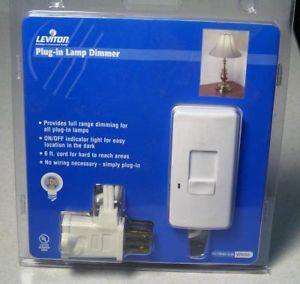 LEVITON
Plug-in Lamp Dimmer
• Provides full range dimming for
all plug-in lamps
• ON/OFF indicator light for easy
location in the dark
• 6 ft. cord for hard to reach areas
• No wiring necessary - simply plug-in
UL